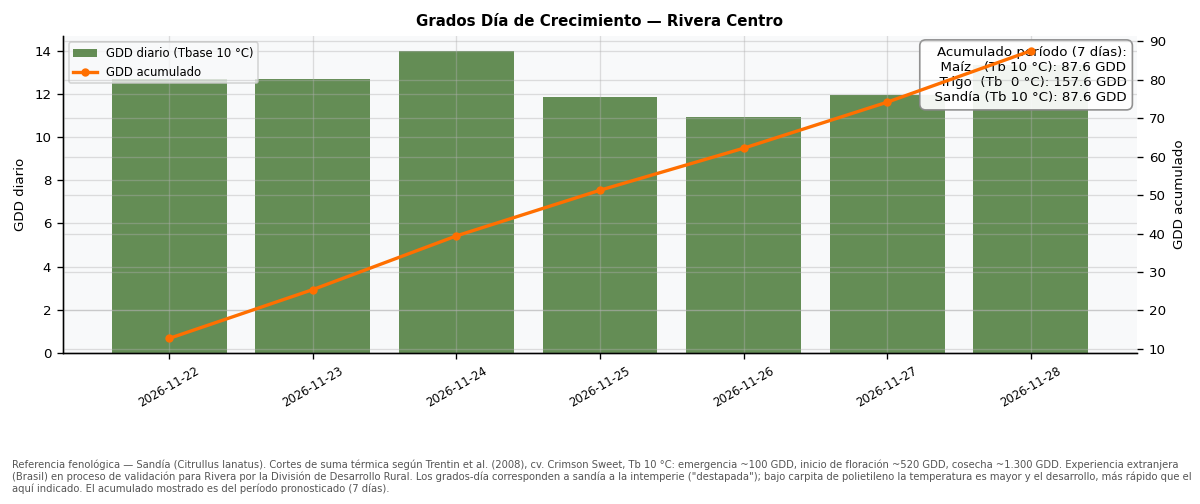 Grados Día de Crecimiento — Rivera Centro
GDD diario (Tbase 10 °C)
GDD acumulado
Acumulado período (7 días):
Maíz (Tb 10 °C): 87.6 GDD
Trigo (Tb 0 °C): 157.6 GDD
Sandía (Tb 10 °C): 87.6 GDD
GDD diario
14
12
10
8
6
4
2
0
90
80
70
60
50
40
30
20
10
GDD acumulado
2026-11-22
2026-11-23
2026-11-24
2026-11-25
2026-11-26
2026-11-27
2026-11-28
Referencia fenológica — Sandía (Citrullus lanatus). Cortes de suma térmica según Trentin et al. (2008), cv. Crimson Sweet, Tb 10 °C: emergencia ~100 GDD, inicio de floración ~520 GDD, cosecha ~1.300 GDD. Experiencia extranjera
(Brasil) en proceso de validación para Rivera por la División de Desarrollo Rural. Los grados-día corresponden a sandía a la intemperie ("destapada"); bajo carpita de polietileno la temperatura es mayor y el desarrollo, más rápido que el
aquí indicado. El acumulado mostrado es del período pronosticado (7 días).